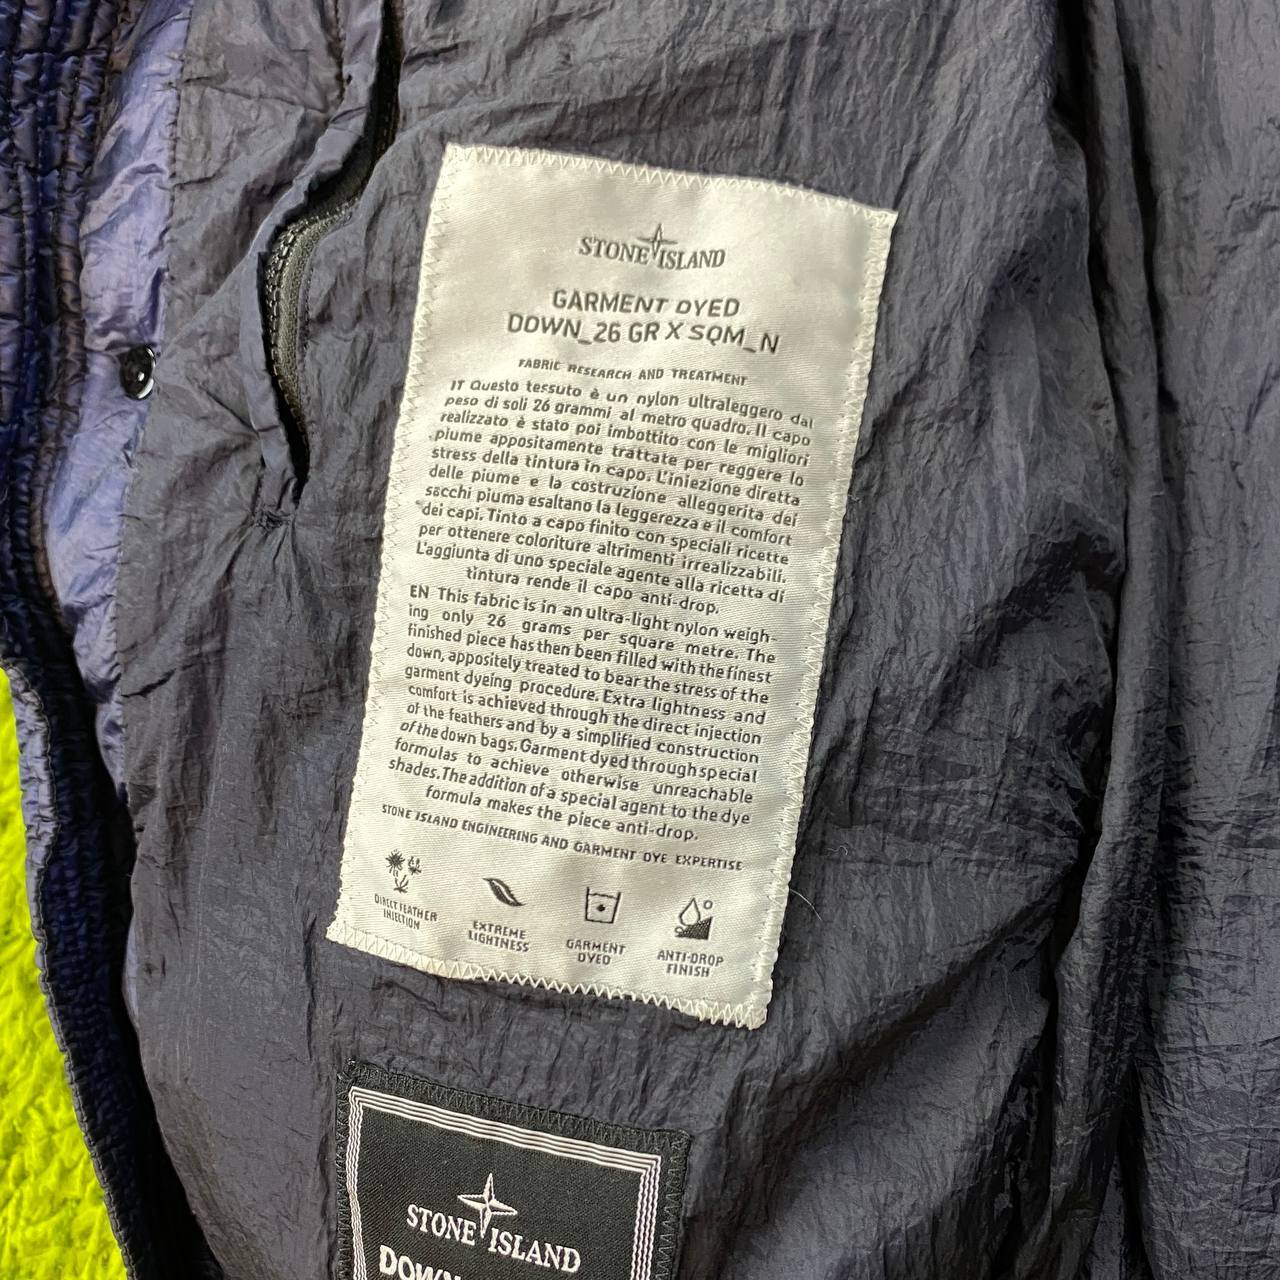 STONE ISLAND
GARMENT DYED
DOWN_26 GR X SQM_N
FABRIC RESEARCH AND TREATMENT
IT Questo tessuto è un nylon ultraleggero dal
peso di soli 26 grammi al metro quadro. Il capo
realizzato è stato poi imbottito con le migliori
piume appositamente trattate per reggere lo
stress della tintura in capo. L'iniezione diretta
delle piume e la costruzione alleggerita dei
sacchi piuma esaltano la leggerezza e il comfort
dei capi. Tinto a capo finito con speciali ricette
per ottenere coloriture altrimenti irrealizzabili.
L'aggiunta di uno speciale agente alla ricetta di
tintura rende il capo anti-drop.
EN This fabric is in an ultra-light nylon weigh-
ing only 26 grams per square metre. The
finished piece has then been filled with the finest
down, appositely treated to bear the stress of the
garment dyeing procedure. Extra lightness and
comfort is achieved through the direct injection
of the feathers and by a simplified construction
of the down bags. Garment dyed through special
formulas to achieve otherwise unreachable
shades. The addition of a special agent to the dye
formula makes the piece anti-drop.
STONE ISLAND ENGINEERING AND GARMENT DYE EXPERTISE
DIRECT FEATHER
INJECTION
EXTREME
LIGHTNESS
GARMENT
DYED
ANTI-DROP
FINISH
STONE ISLAND
DOWN